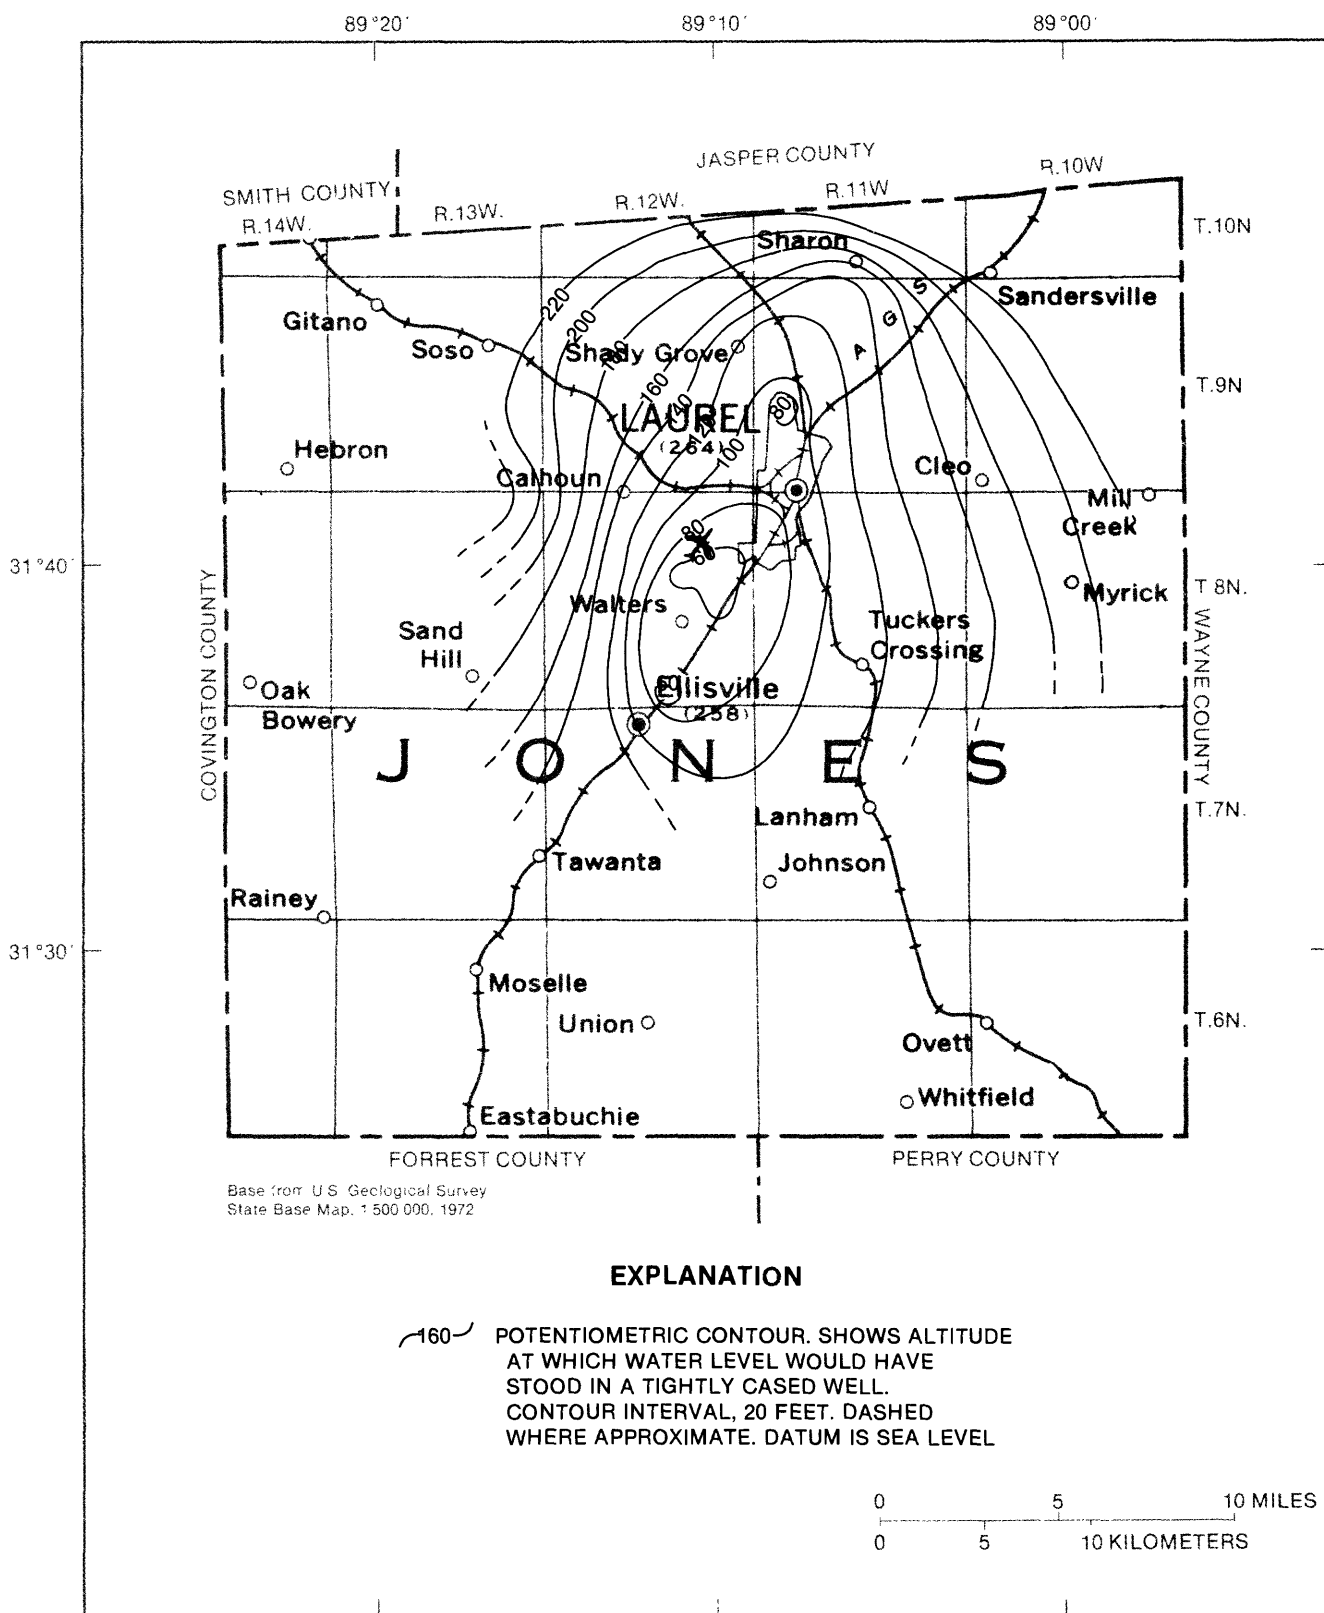 89°20'
89°10'
89°00'
JASPER COUNTY
R.10W
SMITH COUNTY
R.11W
R.12W.
R.13W.
R.14W.
T.10N
Sharon
Sandersville
S
G
A
220
200
Gitano
Soso
Shady Grove
160
T.9N
80
LAUREL
(264)
100
Hebron
Calhoun
Cleo
Mill
Creek
80
60
31°40'
T 8N.
Myrick
Walters
Tuckers
Crossing
Sand
Hill
COVINGTON COUNTY
WAYNE COUNTY
Oak
Bowery
Ellisville
(258)
JONES
T.7N
Lanham
Tawanta
Johnson
Rainey
31°30'
Moselle
Union
T.6N.
Ovett
Whitfield
Eastabuchie
FORREST COUNTY
PERRY COUNTY
Base from U.S. Geological Survey
State Base Map, 1:500 000, 1972
EXPLANATION
160
POTENTIOMETRIC CONTOUR. SHOWS ALTITUDE
AT WHICH WATER LEVEL WOULD HAVE
STOOD IN A TIGHTLY CASED WELL.
CONTOUR INTERVAL, 20 FEET. DASHED
WHERE APPROXIMATE. DATUM IS SEA LEVEL
0 5 10 MILES
0 5 10 KILOMETERS